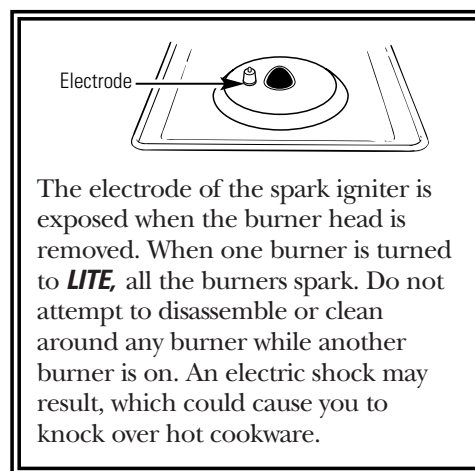 Electrode
The electrode of the spark igniter is
exposed when the burner head is
removed. When one burner is turned
to LITE, all the burners spark. Do not
attempt to disassemble or clean
around any burner while another
burner is on. An electric shock may
result, which could cause you to
knock over hot cookware.